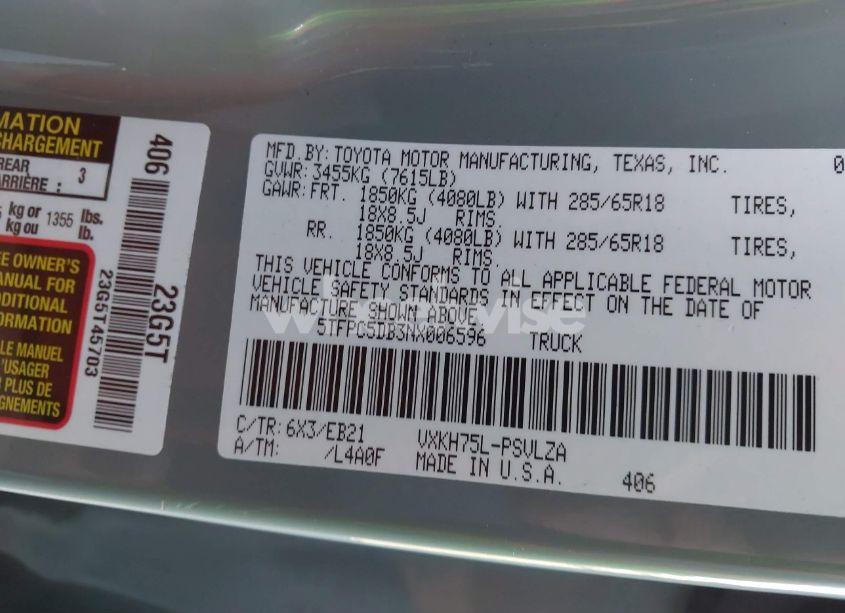 MATION
CHARGEMENT
REAR
ARRIÈRE : 3
kg or 1355 lbs.
kg ou lb.
E OWNER'S
ANUAL FOR
DDITIONAL
ORMATION
LE MANUEL
'USAGER
R PLUS DE
GNEMENTS
406
23G5T
23G5T45703
MFD.BY: TOYOTA MOTOR MANUFACTURING, TEXAS, INC. 0
GVWR: 3455KG (7615LB)
GAWR: FRT. 1850KG (4080LB) WITH 285/65R18 TIRES,
18X8.5J RIMS.
RR. 1850KG (4080LB) WITH 285/65R18 TIRES,
18X8.5J RIMS.
THIS VEHICLE CONFORMS TO ALL APPLICABLE FEDERAL MOTOR
VEHICLE SAFETY STANDARDS IN EFFECT ON THE DATE OF
MANUFACTURE SHOWN ABOVE.
5TFPC5DB3NX006596 TRUCK
C/TR: 6X3/EB21 VXKH75L-PSVLZA
A/TM: /L4A0F MADE IN U.S.A. 406